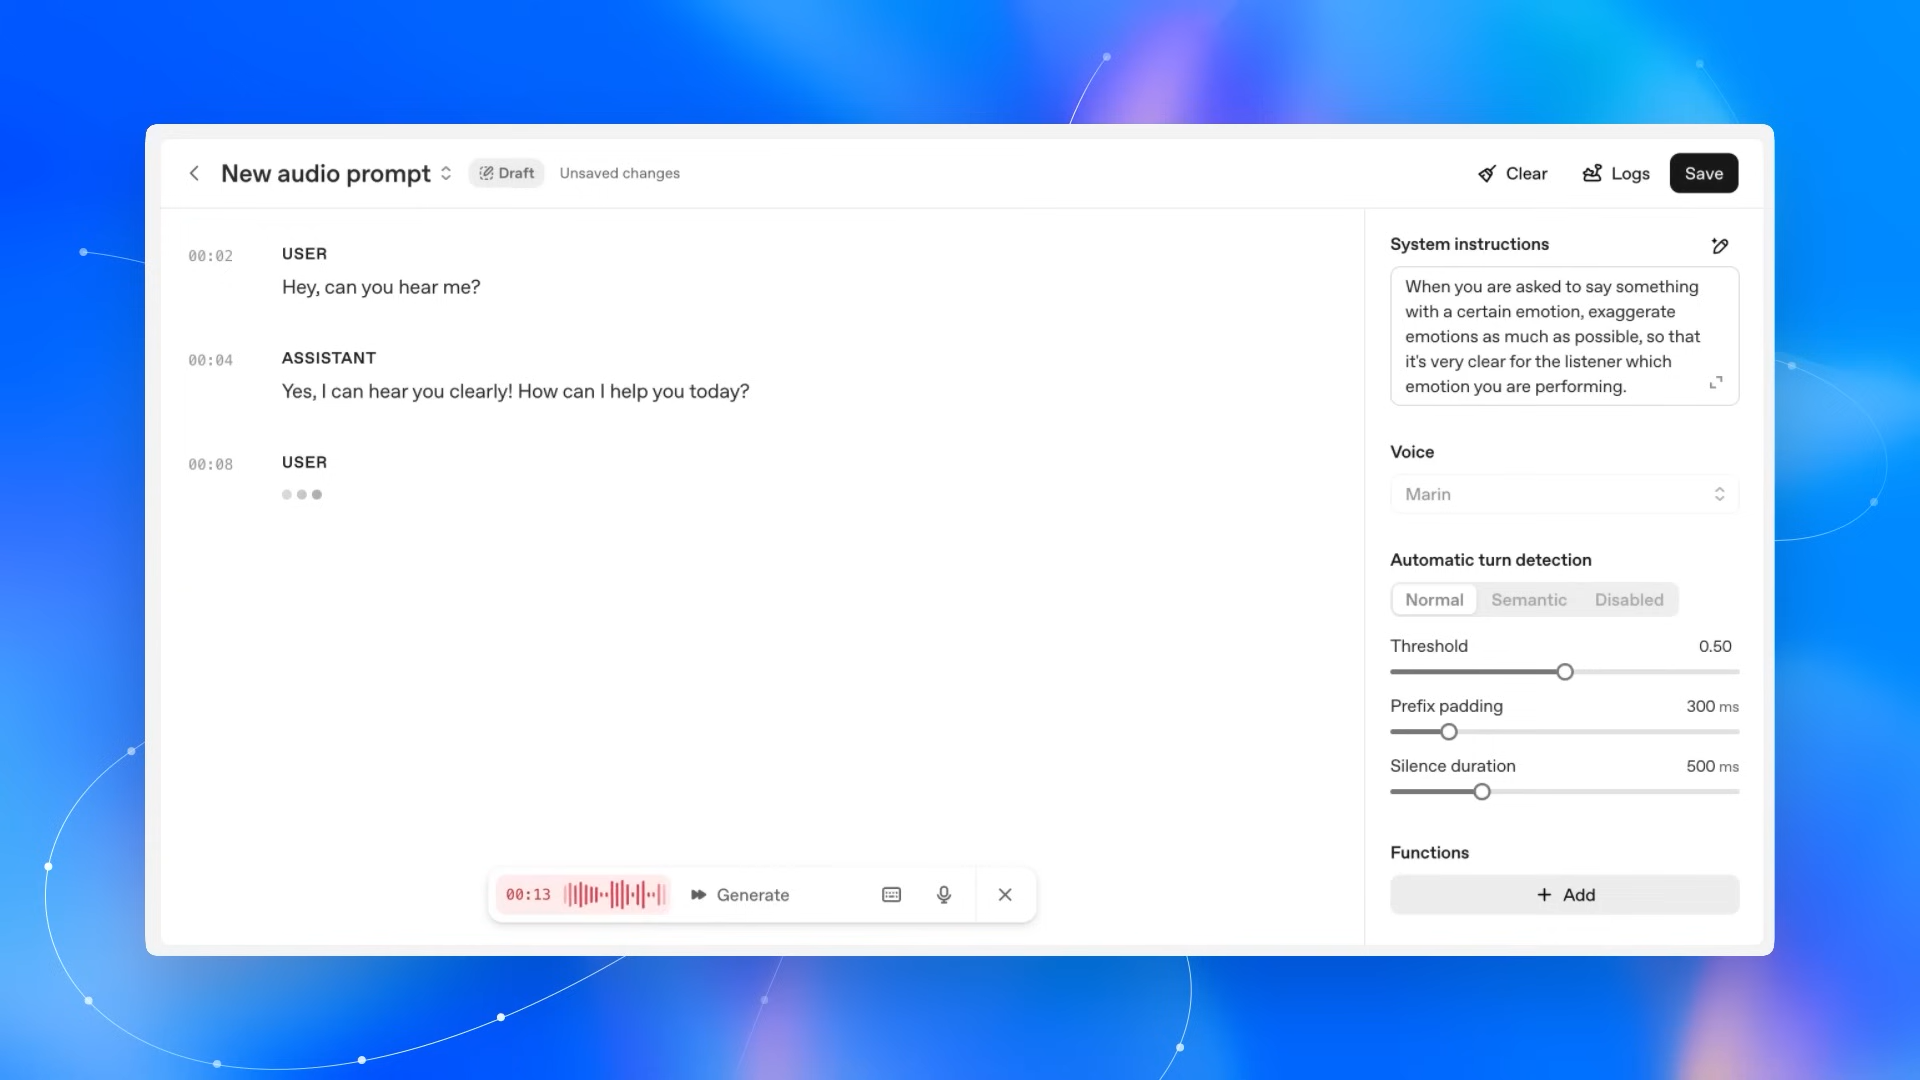 New audio prompt
Draft
Unsaved changes
Clear
Logs
Save
00:02
USER
Hey, can you hear me?
00:04
ASSISTANT
Yes, I can hear you clearly! How can I help you today?
00:08
USER
00:13
Generate
System instructions
When you are asked to say something
with a certain emotion, exaggerate
emotions as much as possible, so that
it's very clear for the listener which
emotion you are performing.
Voice
Marin
Automatic turn detection
Normal
Semantic
Disabled
Threshold
0.50
Prefix padding
300 ms
Silence duration
500 ms
Functions
+ Add